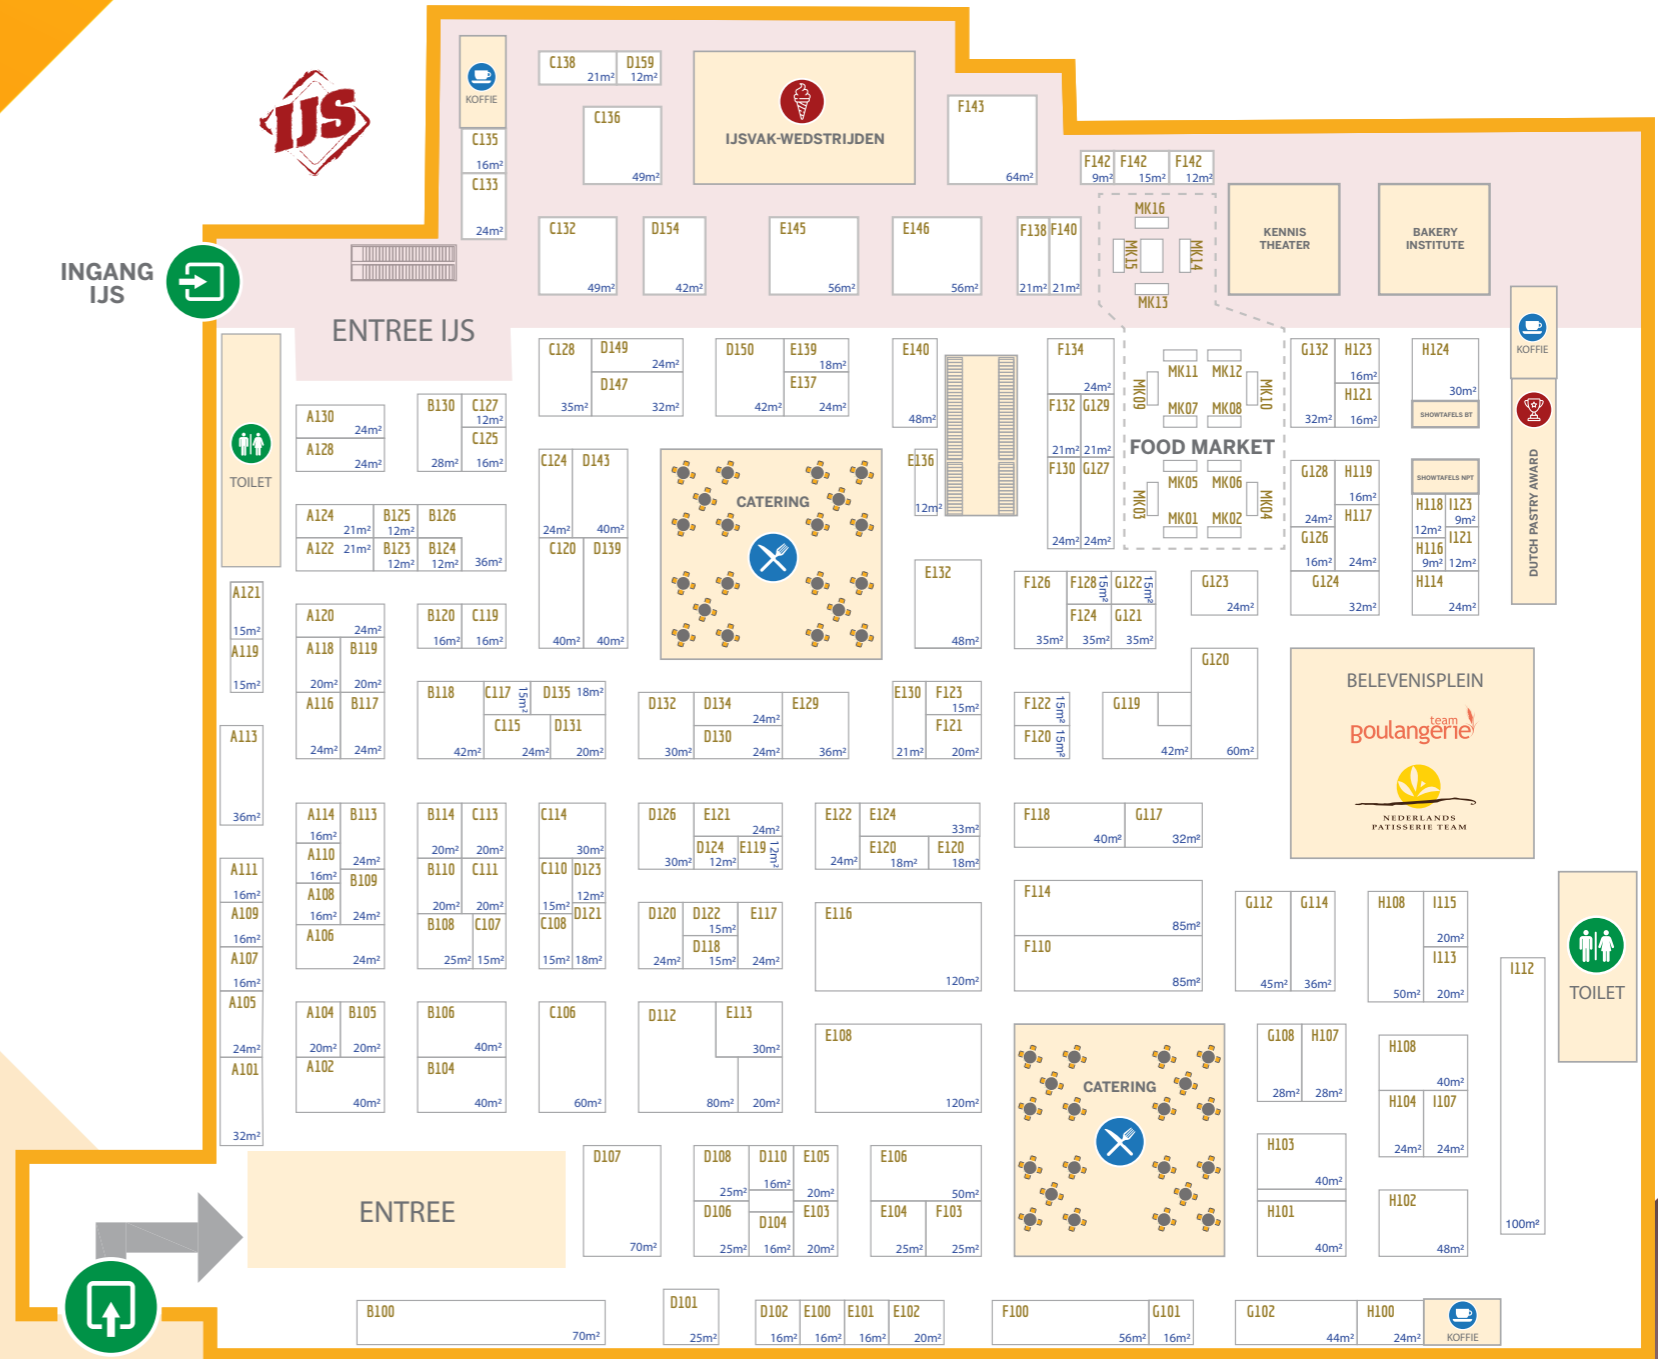 IJS
KOFFIE
C138
21m²
D159
12m²
C136
49m²
IJSVAK-WEDSTRIJDEN
F143
64m²
C135
16m²
C133
24m²
F142
9m²
F142
15m²
F142
12m²
MK16
MK15
MK14
MK13
KENNIS
THEATER
BAKERY
INSTITUTE
INGANG
IJS
C132
49m²
D154
42m²
E145
56m²
E146
56m²
F138
21m²
F140
21m²
ENTREE IJS
KOFFIE
C128
35m²
D149
24m²
D147
32m²
D150
42m²
E139
18m²
E137
24m²
E140
48m²
F134
24m²
MK11
MK12
MK09
MK10
MK07
MK08
G132
32m²
H123
16m²
H121
16m²
H124
30m²
SHOWTAFELS BT
A130
24m²
A128
24m²
B130
28m²
C127
12m²
C125
16m²
F132
21m²
G129
21m²
FOOD MARKET
TOILET
C124
24m²
D143
40m²
CATERING
E136
12m²
F130
24m²
G127
24m²
MK05
MK06
MK03
MK04
MK01
MK02
G128
24m²
H119
16m²
H117
24m²
SHOWTAFELS NPT
DUTCH PASTRY AWARD
H118
12m²
I123
9m²
A124
21m²
B125
12m²
B126
36m²
A122
21m²
B123
12m²
B124
12m²
C120
40m²
D139
40m²
G126
16m²
H116
9m²
I121
12m²
E132
48m²
F126
35m²
F128
15m²
G122
15m²
G123
24m²
G124
32m²
H114
24m²
A121
15m²
A120
24m²
B120
16m²
C119
16m²
F124
35m²
G121
35m²
A119
15m²
A118
20m²
B119
20m²
G120
60m²
BELEVENISPLEIN
team
Boulangerie
NEDERLANDS
PATISSERIE TEAM
B118
42m²
C117
15m²
D135
18m²
C115
24m²
D131
20m²
D132
30m²
D134
24m²
D130
24m²
E129
36m²
E130
21m²
F123
15m²
F121
20m²
F122
15m²
F120
15m²
G119
42m²
A116
24m²
B117
24m²
A113
36m²
A114
16m²
B113
24m²
B114
20m²
C113
20m²
C114
30m²
D126
30m²
E121
24m²
D124
12m²
E119
12m²
E122
24m²
E124
33m²
E120
18m²
E120
18m²
F118
40m²
G117
32m²
A110
16m²
A111
16m²
A108
16m²
B109
24m²
B110
20m²
C111
20m²
C110
15m²
D123
12m²
A109
16m²
A106
24m²
B108
25m²
C107
15m²
C108
15m²
D121
18m²
D120
24m²
D122
15m²
D118
15m²
E117
24m²
E116
120m²
F114
85m²
F110
85m²
G112
45m²
G114
36m²
H108
50m²
I115
20m²
I113
20m²
I112
100m²
TOILET
A107
16m²
A105
24m²
A104
20m²
B105
20m²
B106
40m²
C106
60m²
D112
80m²
E113
30m²
20m²
E108
120m²
CATERING
G108
28m²
H107
28m²
H108
40m²
A101
32m²
A102
40m²
B104
40m²
H104
24m²
I107
24m²
D107
70m²
D108
25m²
D110
16m²
E105
20m²
E106
50m²
H103
40m²
ENTREE
D106
25m²
D104
16m²
E103
20m²
E104
25m²
F103
25m²
H101
40m²
H102
48m²
B100
70m²
D101
25m²
D102
16m²
E100
16m²
E101
16m²
E102
20m²
F100
56m²
G101
16m²
G102
44m²
H100
24m²
KOFFIE